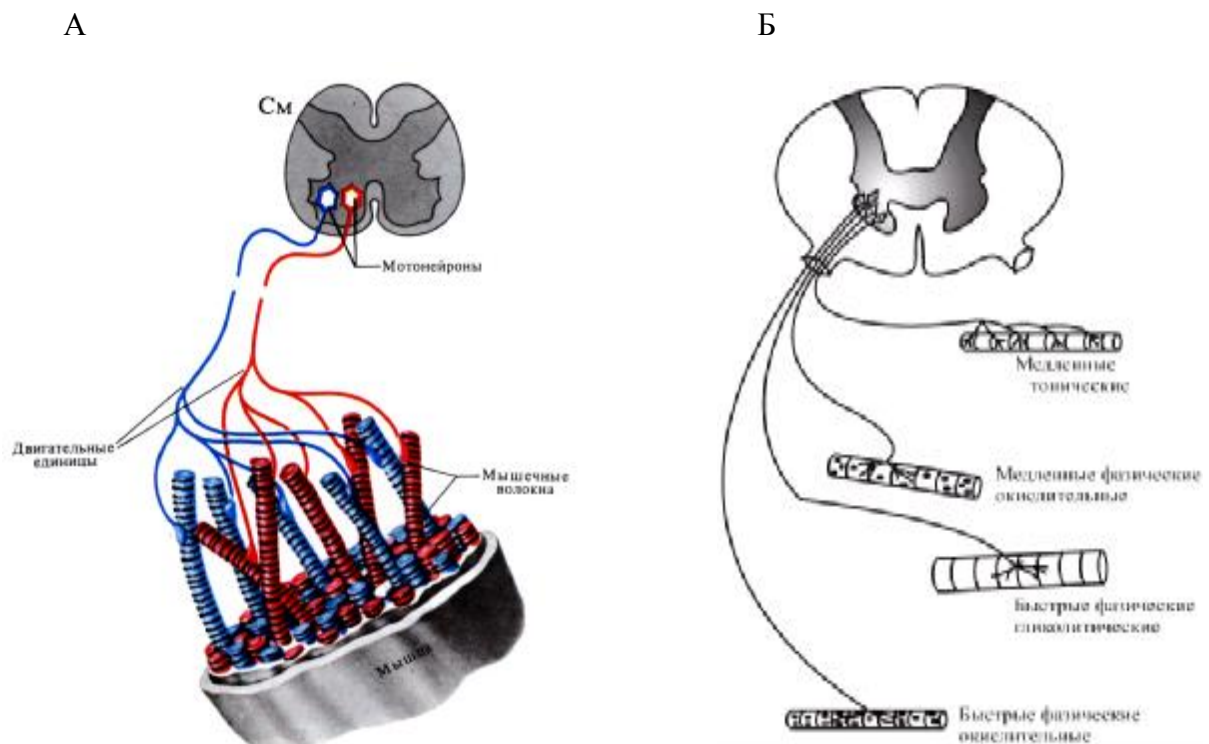 А
Б
См
Мотонейроны
Двигательные
единицы
Мышечные
волокна
Мышца
Медленные
тонические
Медленные фазические
окислительные
Быстрые фазические
гликолитические
Быстрые фазические
окислительные